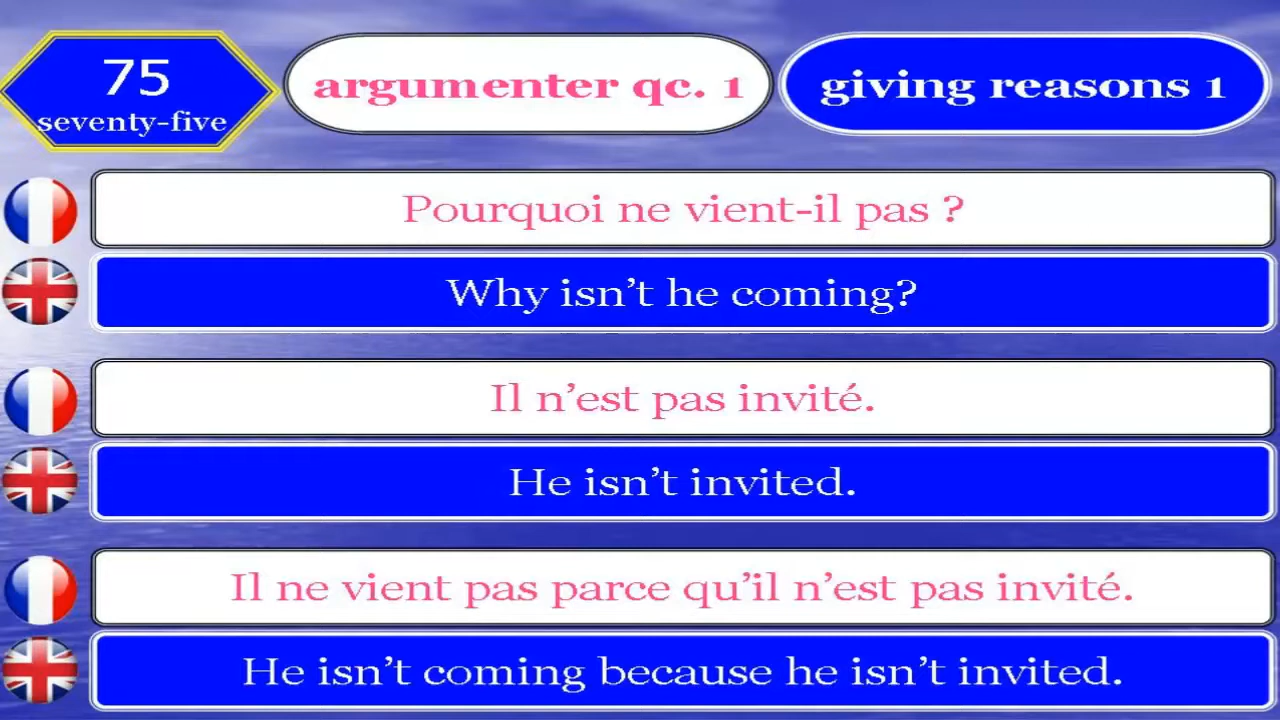 75
seventy-five
argumenter qc. 1
giving reasons 1
Pourquoi ne vient-il pas ?
Why isn’t he coming?
Il n’est pas invité.
He isn’t invited.
Il ne vient pas parce qu’il n’est pas invité.
He isn’t coming because he isn’t invited.